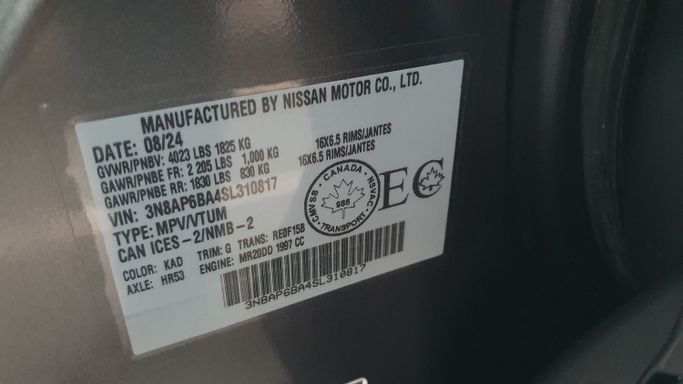 MANUFACTURED BY NISSAN MOTOR CO., LTD.
DATE: 08/24
GVWR/PNBV: 4023 LBS 1825 KG
GAWR/PNBE FR: 2 205 LBS 1,000 KG 16X6.5 RIMS/JANTES
GAWR/PNBE RR: 1830 LBS 830 KG 16X6.5 RIMS/JANTES
VIN: 3N8AP6BA4SL310817
TYPE: MPV/VTUM
CAN ICES-2/NMB-2
COLOR: KAD TRIM: G TRANS: RE0F15B
AXLE: HR53 ENGINE: MR20DD 1997 CC
CANADA
CMVSS NSVAC
986
TRANSPORT
EC
3N8AP6BA4SL310817